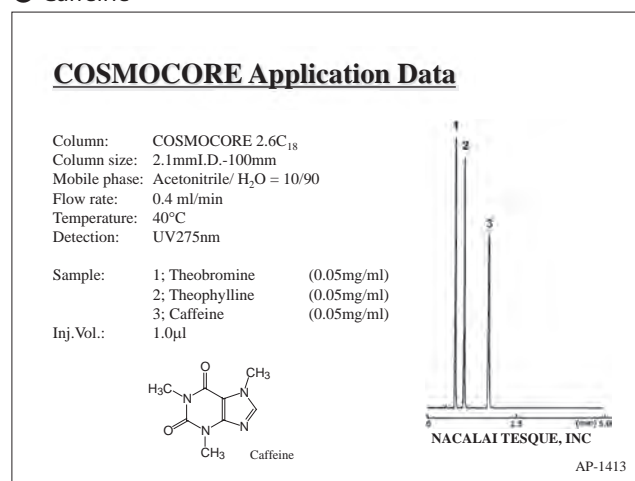 Caffeine
COSMOCORE Application Data
Column: COSMOCORE 2.6C₁₈
Column size: 2.1mmI.D.-100mm
Mobile phase: Acetonitrile/ H₂O = 10/90
Flow rate: 0.4 ml/min
Temperature: 40°C
Detection: UV275nm
Sample: 1; Theobromine (0.05mg/ml)
2; Theophylline (0.05mg/ml)
3; Caffeine (0.05mg/ml)
Inj.Vol.: 1.0µl
1
2
3
O
CH₃
H₃C
N
N
O
N
N
CH₃
Caffeine
0 2.5 (min) 5.0
NACALAI TESQUE, INC
AP-1413